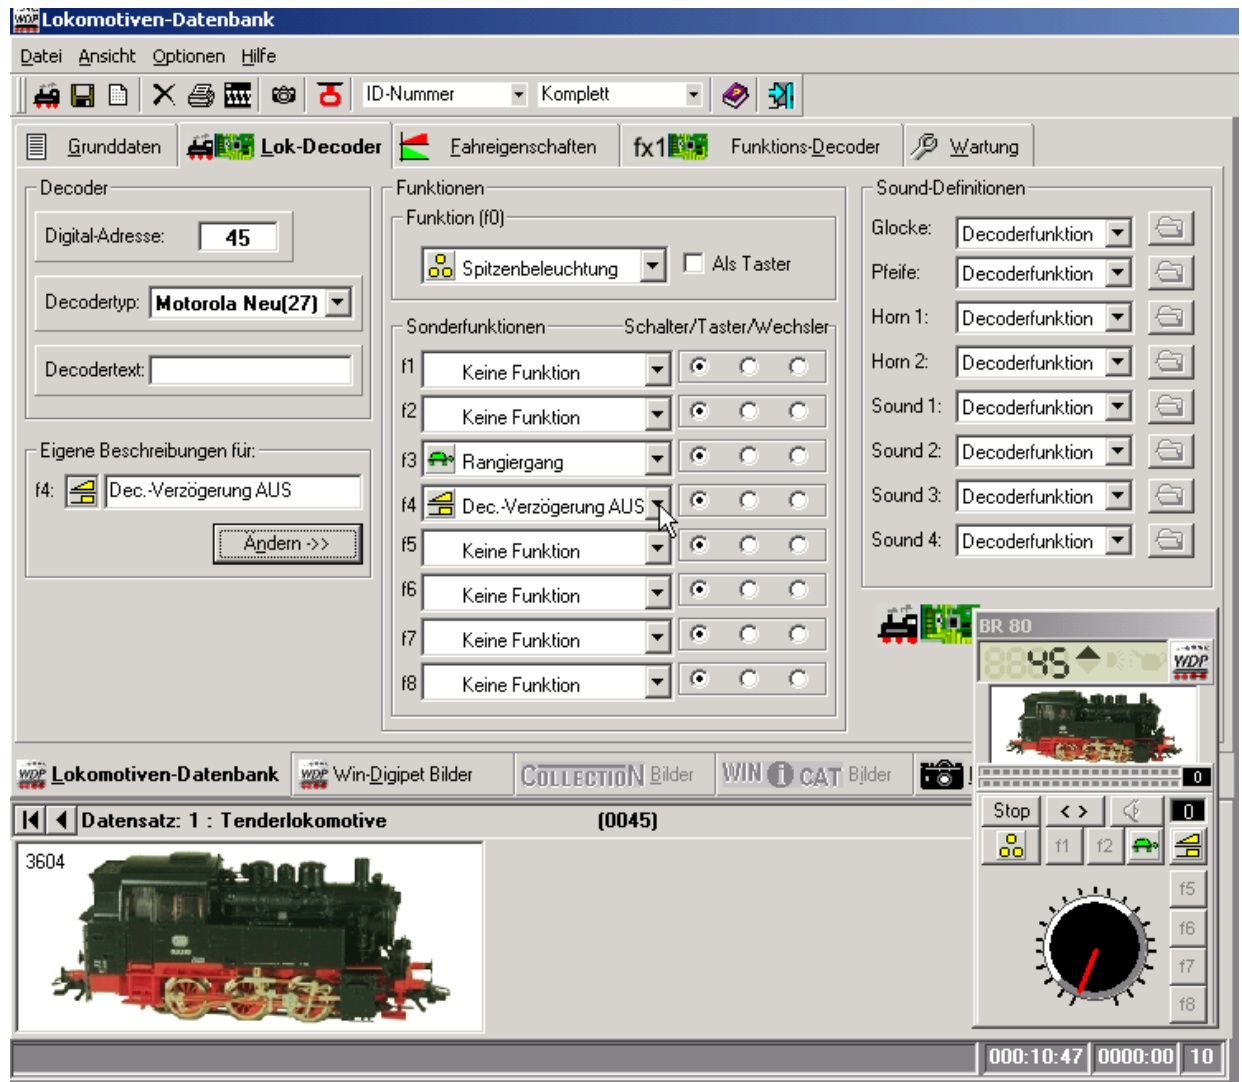 WDP Lokomotiven-Datenbank
Datei Ansicht Optionen Hilfe
ID-Nummer Komplett
Grunddaten Lok-Decoder Fahreigenschaften fx1 Funktions-Decoder Wartung
Decoder
Digital-Adresse: 45
Decodertyp: Motorola Neu(27)
Decodertext:
Eigene Beschreibungen für:
f4: Dec.-Verzögerung AUS
Ändern ->>
Funktionen
Funktion (f0)
Spitzenbeleuchtung Als Taster
Sonderfunktionen Schalter/Taster/Wechsler
f1 Keine Funktion
f2 Keine Funktion
f3 Rangiergang
f4 Dec.-Verzögerung AUS
f5 Keine Funktion
f6 Keine Funktion
f7 Keine Funktion
f8 Keine Funktion
Sound-Definitionen
Glocke: Decoderfunktion
Pfeife: Decoderfunktion
Horn 1: Decoderfunktion
Horn 2: Decoderfunktion
Sound 1: Decoderfunktion
Sound 2: Decoderfunktion
Sound 3: Decoderfunktion
Sound 4: Decoderfunktion
BR 80
45 WDP
0
Stop < > 0
f1 f2
f5
f6
f7
f8
WDP Lokomotiven-Datenbank WDP Win-Digipet Bilder COLLECTION Bilder WIN CAT Bilder
Datensatz: 1 : Tenderlokomotive (0045)
3604
000:10:47 0000:00 10